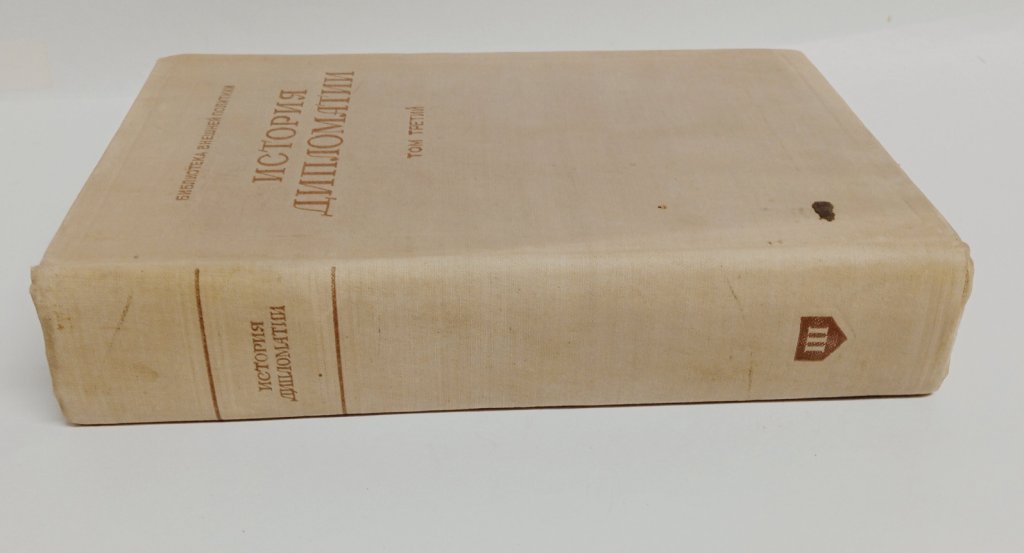 БИБЛИОТЕКА ВНЕШНЕЙ ПОЛИТИКИ
ИСТОРИЯ
ДИПЛОМАТИИ
ТОМ ТРЕТИЙ
ИСТОРИЯ
ДИПЛОМАТИИ
III